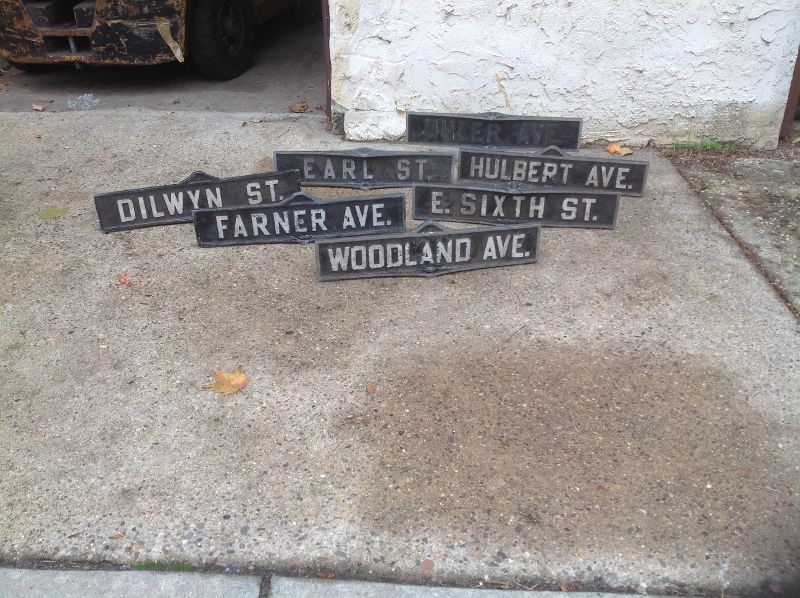 AVE.
EARL ST.
HULBERT AVE.
DILWYN ST.
E. SIXTH ST.
FARNER AVE.
WOODLAND AVE.